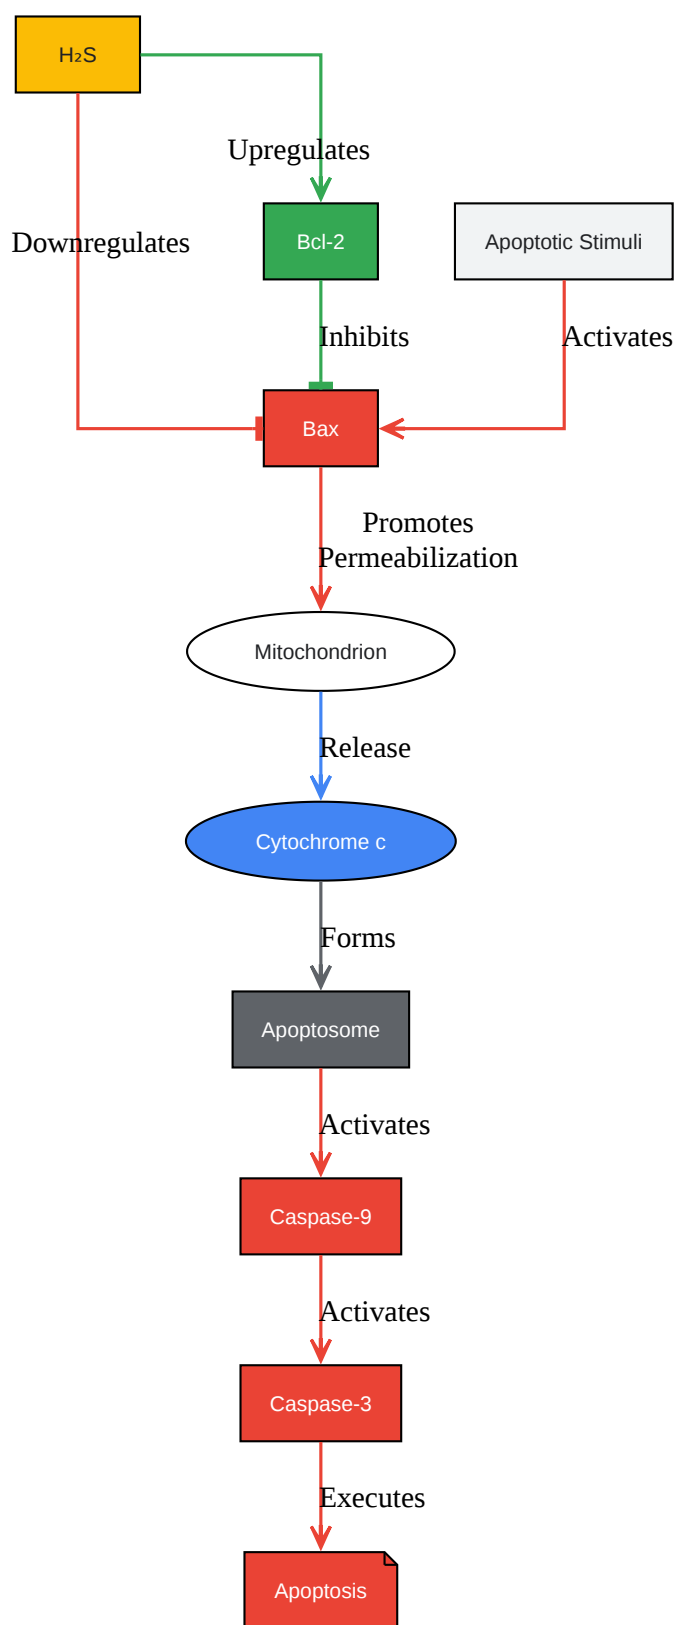 H₂S
Upregulates
Downregulates
Bcl-2
Apoptotic Stimuli
Inhibits
Activates
Bax
Promotes
Permeabilization
Mitochondrion
Release
Cytochrome c
Forms
Apoptosome
Activates
Caspase-9
Activates
Caspase-3
Executes
Apoptosis